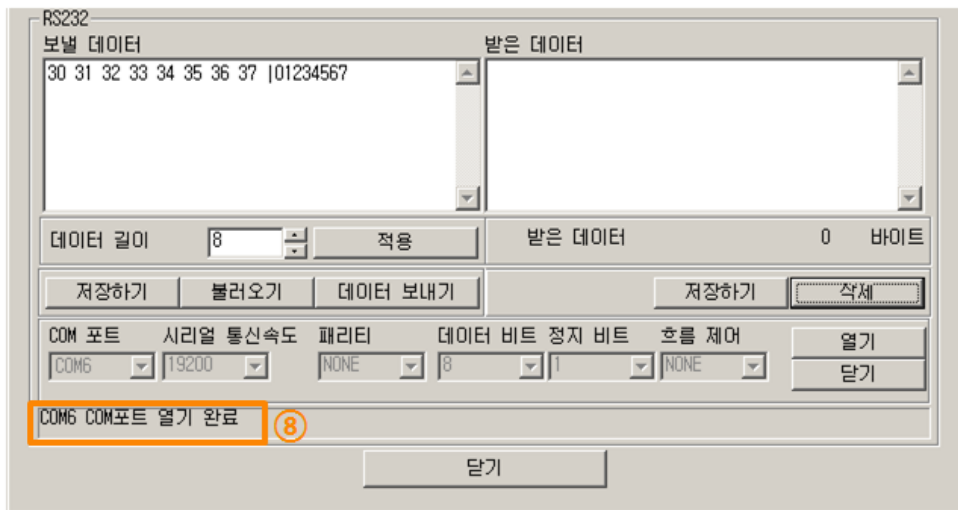 RS232
보낼 데이터
받은 데이터
30 31 32 33 34 35 36 37 |01234567
데이터 길이
8
적용
받은 데이터
0 바이트
저장하기
불러오기
데이터 보내기
저장하기
삭제
COM 포트 시리얼 통신속도 패리티 데이터 비트 정지 비트 흐름 제어
열기
COM6 19200 NONE 8 1 NONE
닫기
COM6 COM포트 열기 완료
⑧
닫기